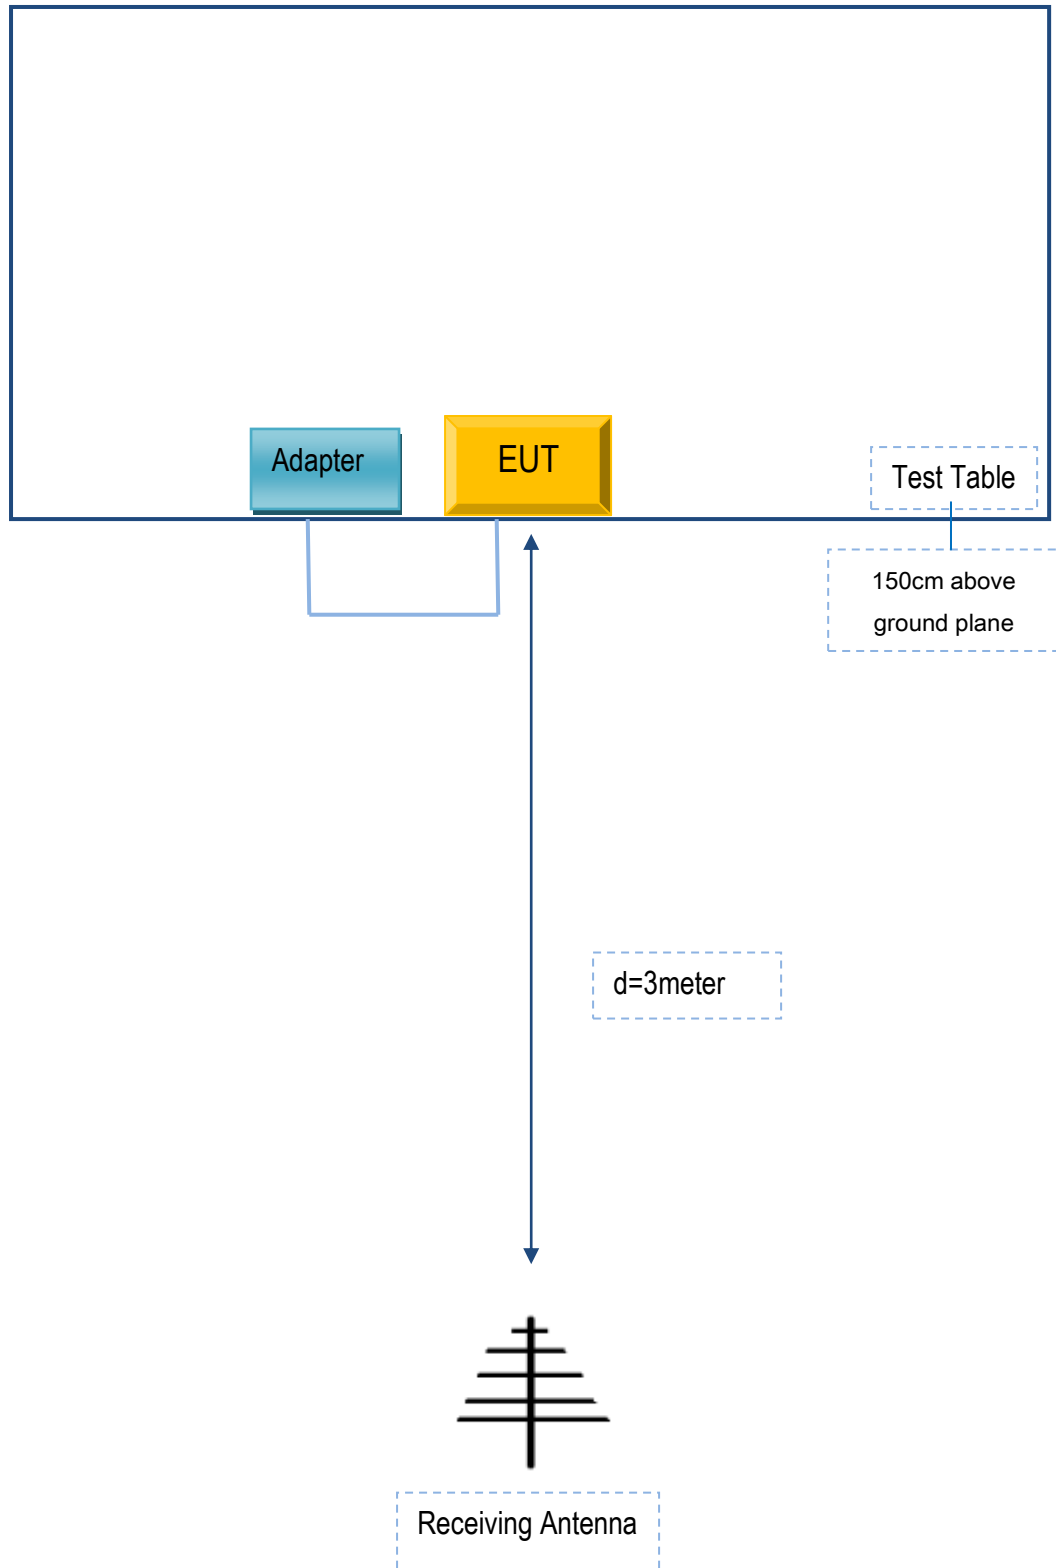 Adapter
EUT
Test Table
150cm above
ground plane
d=3meter
Receiving Antenna